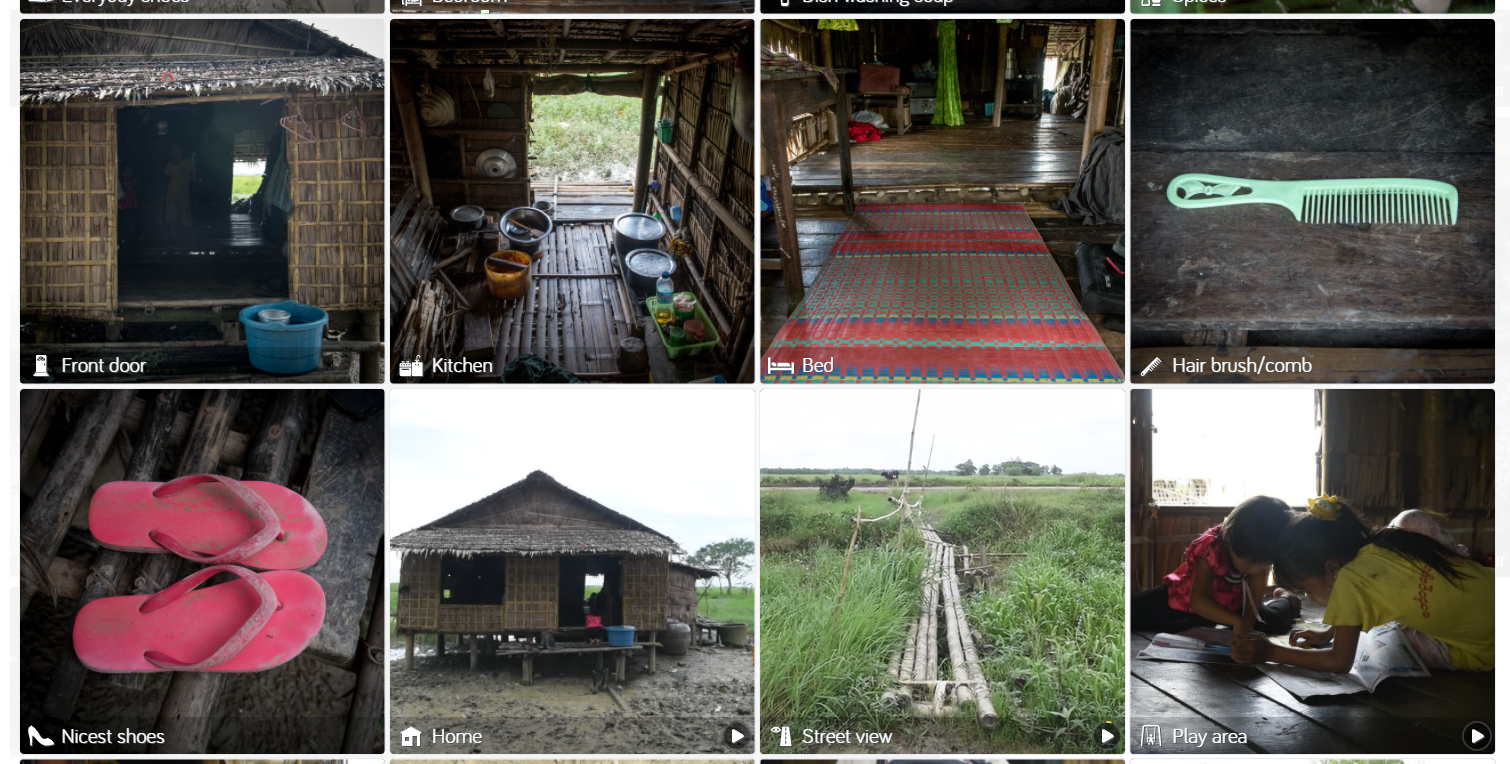 Everyday shoes
Bedroom
Dish washing soap
Spices
Front door
Kitchen
Bed
Hair brush/comb
Nicest shoes
Home
Street view
Play area